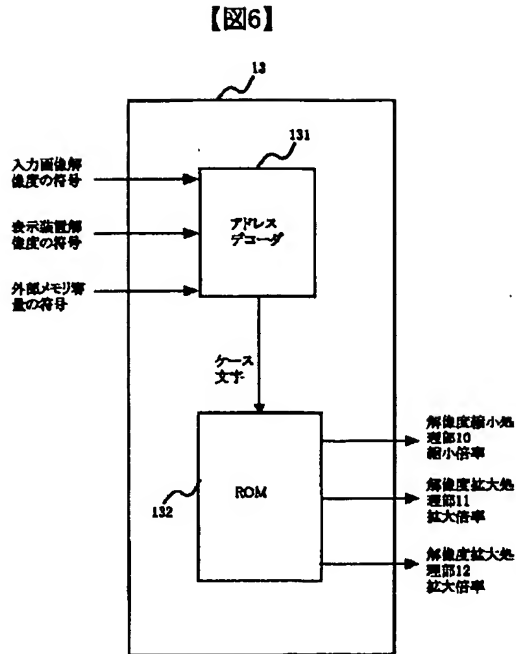 【図6】
13
入力画像解
像度の符号
131
アドレス
デコーダ
表示装置解
像度の符号
外部メモリ容
量の符号
ケース
文字
解像度縮小処
理部10
縮小倍率
ROM
解像度拡大処
理部11
拡大倍率
132
解像度拡大処
理部12
拡大倍率